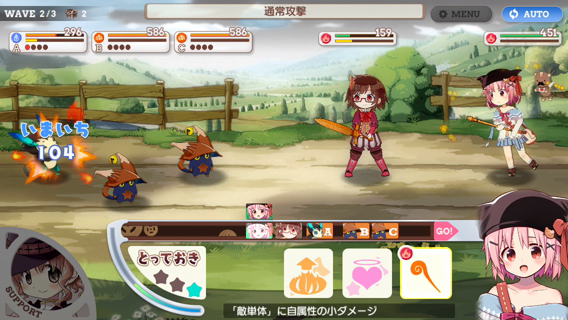 WAVE 2/3 2
通常攻撃
MENU
AUTO
296
A
586
B
586
C
159
451
いまいち
104
A B C GO!
とっておき
SUPPORT
「敵単体」に自属性の小ダメージ